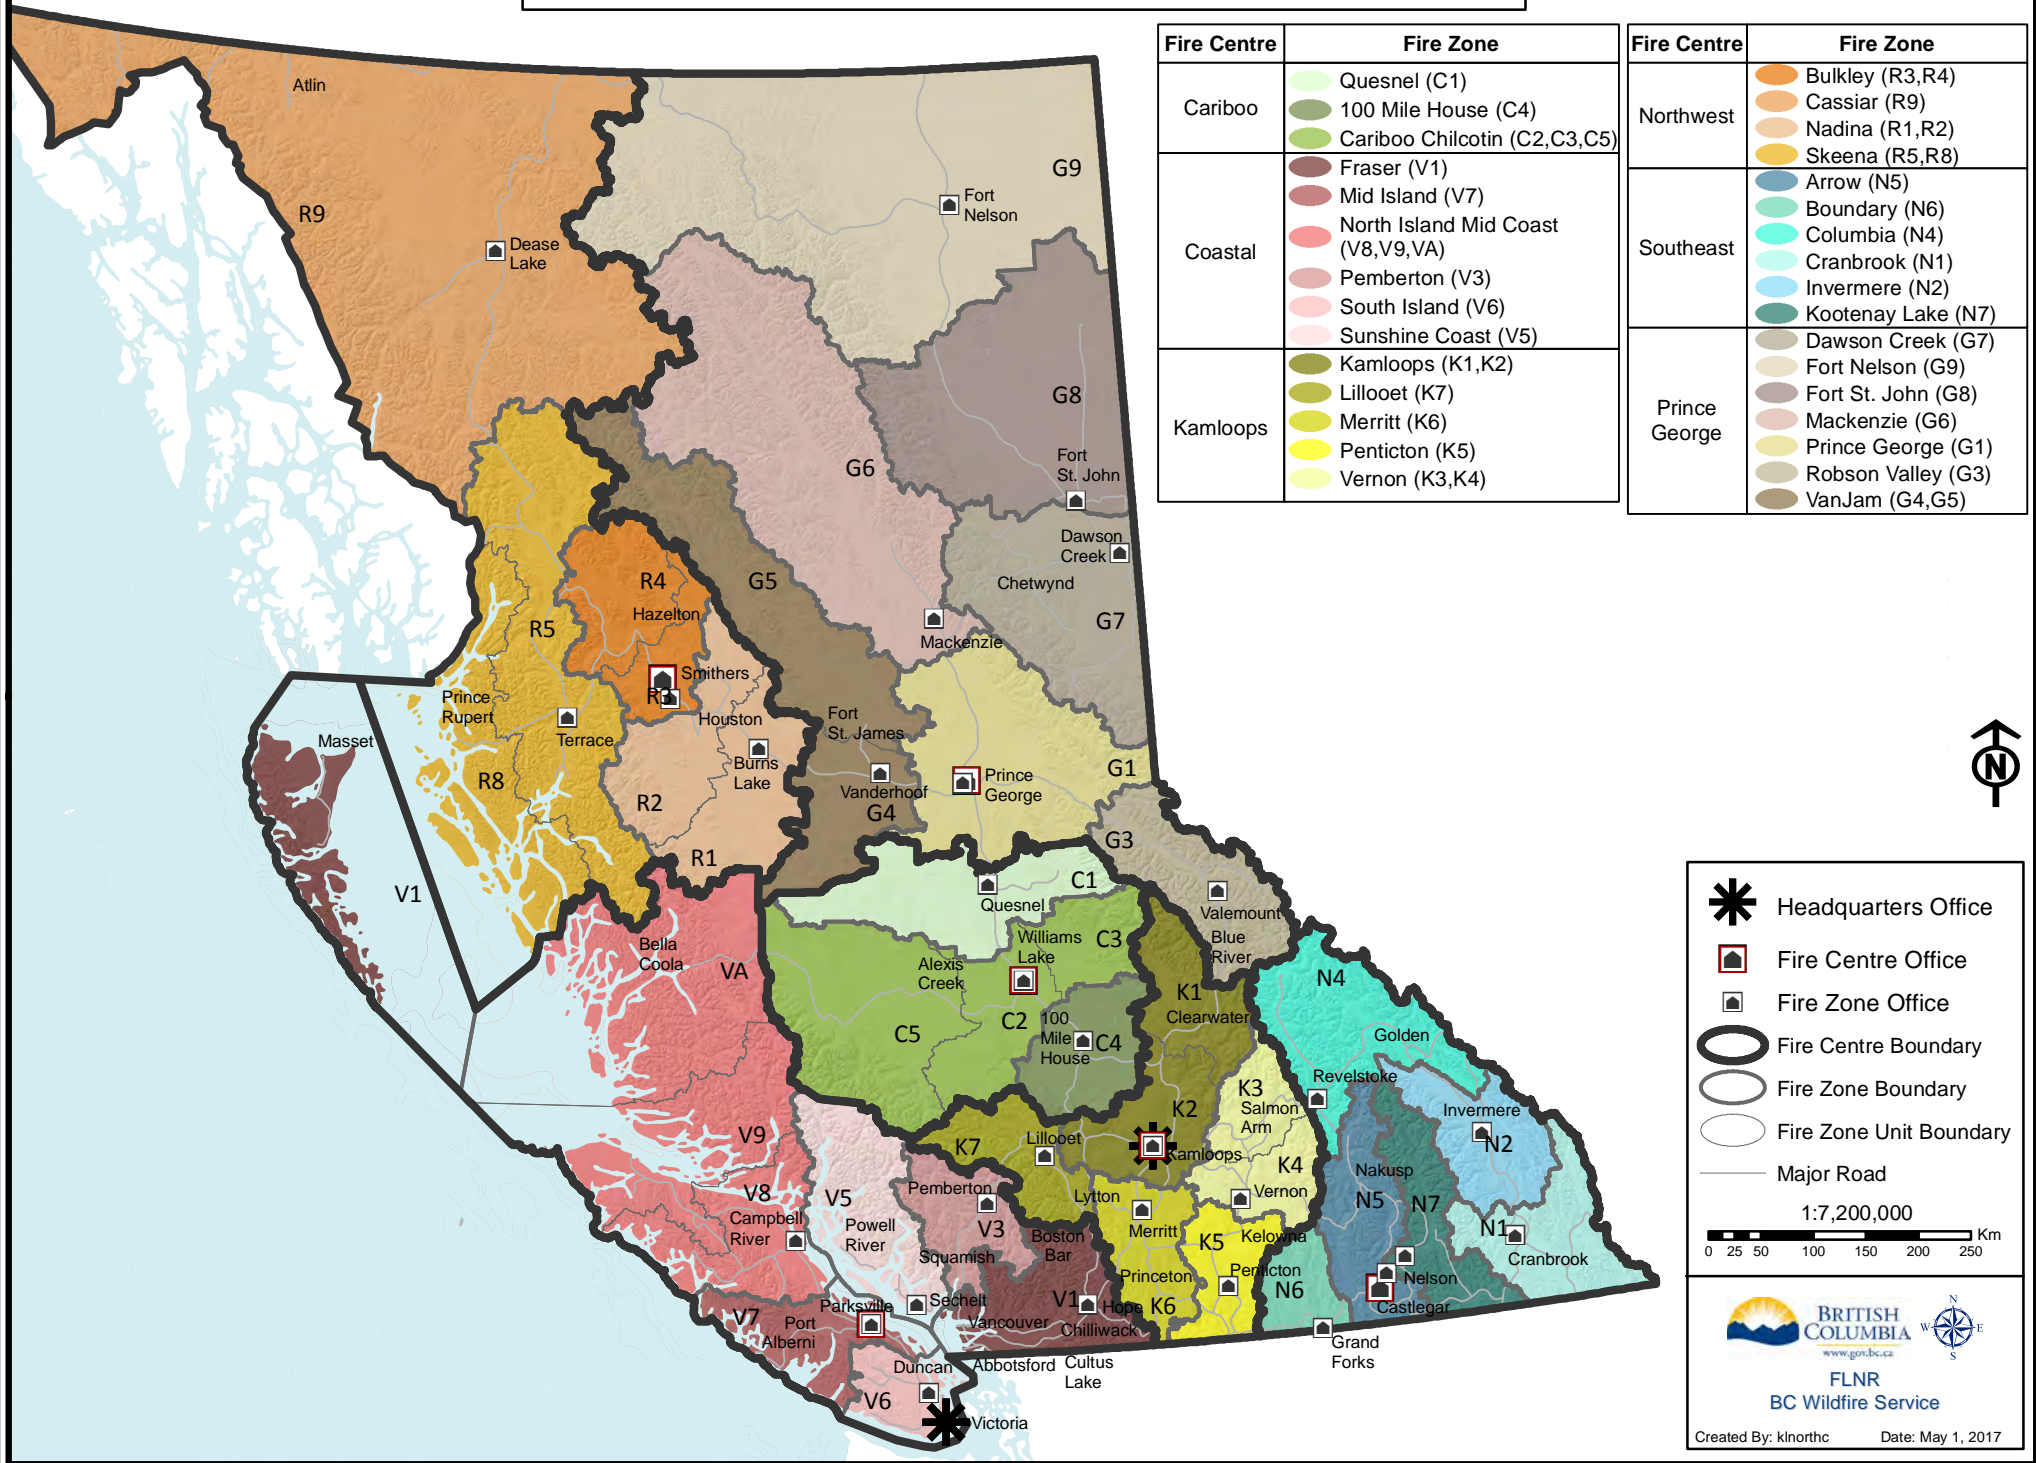 Fire Centre
Fire Zone
Cariboo
Quesnel (C1)
100 Mile House (C4)
Cariboo Chilcotin (C2,C3,C5)
Coastal
Fraser (V1)
Mid Island (V7)
North Island Mid Coast
(V8,V9,VA)
Pemberton (V3)
South Island (V6)
Sunshine Coast (V5)
Kamloops
Kamloops (K1,K2)
Lillooet (K7)
Merritt (K6)
Penticton (K5)
Vernon (K3,K4)
Fire Centre
Fire Zone
Northwest
Bulkley (R3,R4)
Cassiar (R9)
Nadina (R1,R2)
Skeena (R5,R8)
Southeast
Arrow (N5)
Boundary (N6)
Columbia (N4)
Cranbrook (N1)
Invermere (N2)
Kootenay Lake (N7)
Prince
George
Dawson Creek (G7)
Fort Nelson (G9)
Fort St. John (G8)
Mackenzie (G6)
Prince George (G1)
Robson Valley (G3)
VanJam (G4,G5)
Atlin
R9
Dease
Lake
G9
Fort
Nelson
G8
G6
Fort
St. John
Dawson
Creek
Chetwynd
G7
Mackenzie
G5
R4
Hazelton
R5
Smithers
R3
Prince
Rupert
Houston
Terrace
Burns
Lake
Fort
St. James
Vanderhoof
G4
Prince
George
G1
Masset
R8
R2
R1
G3
V1
C1
Quesnel
Valemount
Blue
River
Bella
Coola
VA
Williams
Lake
C3
Alexis
Creek
C5
C2
100
Mile
House
C4
K1
Clearwater
N4
Golden
Revelstoke
K3
Salmon
Arm
K2
Kamloops
Invermere
N2
V9
K7
Lillooet
K4
Vernon
Nakusp
N5
N7
N1
Cranbrook
V8
Campbell
River
V5
Powell
River
Pemberton
V3
Squamish
Lytton
Boston
Bar
Merritt
K5
Kelowna
Penticton
Princeton
K6
N6
Nelson
Castlegar
Grand
Forks
V7
Port
Alberni
Parksville
Sechelt
Vancouver
V1
Hope
Chilliwack
Duncan
Abbotsford
Cultus
Lake
V6
Victoria
N
Headquarters Office
Fire Centre Office
Fire Zone Office
Fire Centre Boundary
Fire Zone Boundary
Fire Zone Unit Boundary
Major Road
1:7,200,000
Km
0 25 50 100 150 200 250
BRITISH
COLUMBIA
www.gov.bc.ca
N
W
E
S
FLNR
BC Wildfire Service
Created By: klnorthc
Date: May 1, 2017